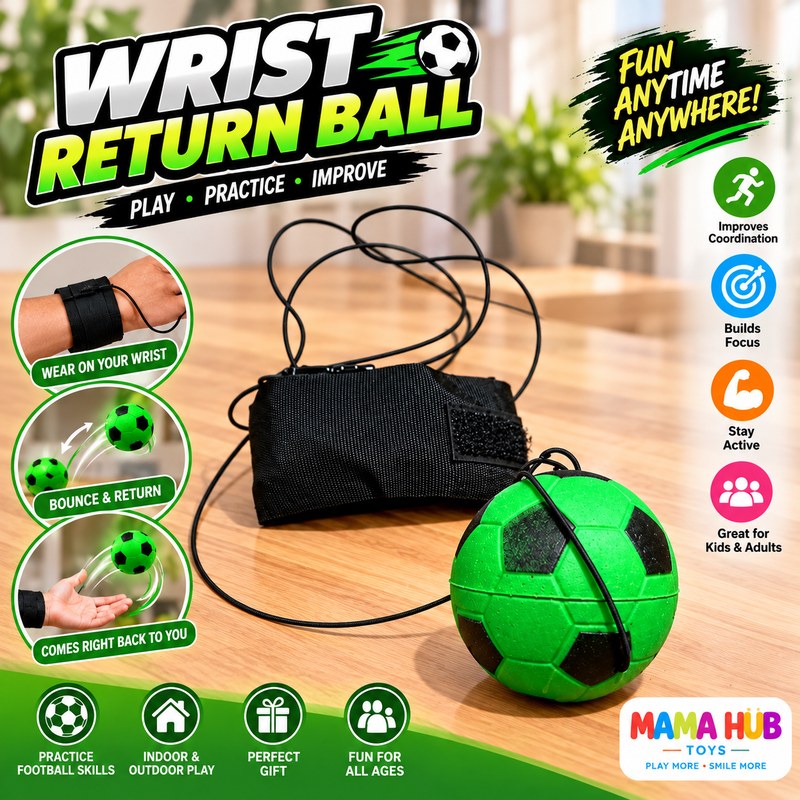 WRIST
RETURN BALL
PLAY • PRACTICE • IMPROVE
FUN
ANYTIME
ANYWHERE!
Improves
Coordination
Builds
Focus
Stay
Active
Great for
Kids & Adults
WEAR ON YOUR WRIST
BOUNCE & RETURN
COMES RIGHT BACK TO YOU
PRACTICE
FOOTBALL SKILLS
INDOOR &
OUTDOOR PLAY
PERFECT
GIFT
FUN FOR
ALL AGES
MAMA HÜB
TOYS
PLAY MORE • SMILE MORE